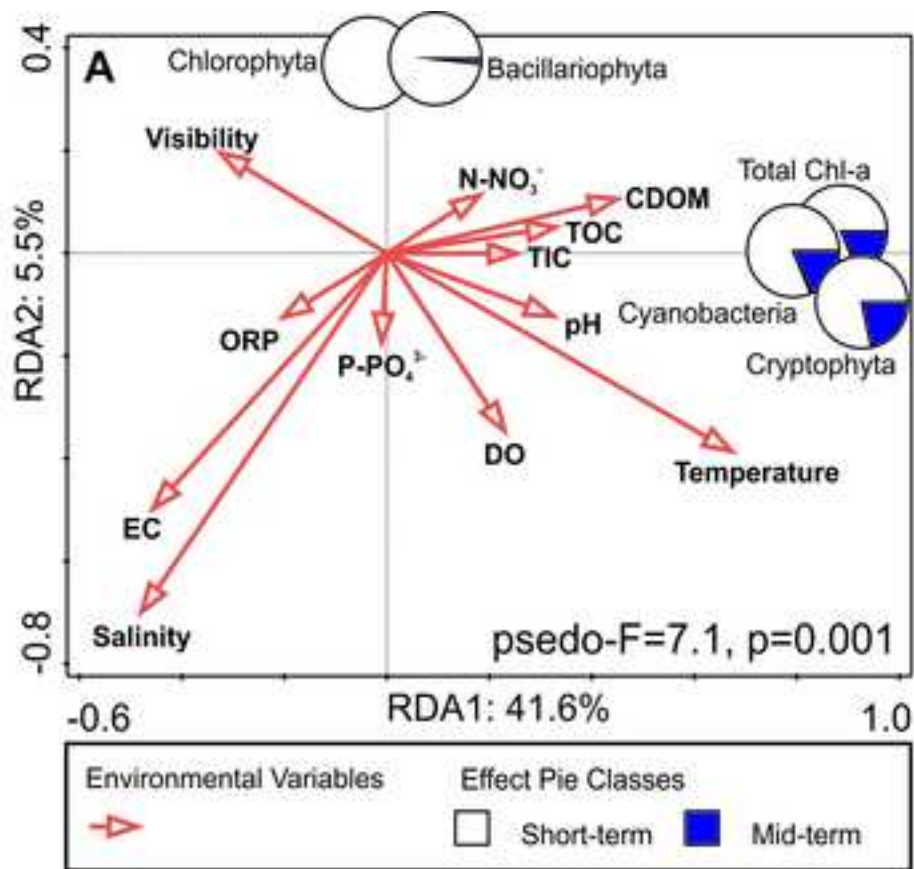 0.4
A
Chlorophyta
Bacillariophyta
Visibility
N-NO₃⁻
CDOM
Total Chl-a
TOC
TIC
RDA2: 5.5%
ORP
P-PO₄³⁻
pH
Cyanobacteria
Cryptophyta
DO
Temperature
EC
Salinity
-0.8
psedo-F=7.1, p=0.001
-0.6
RDA1: 41.6%
1.0
Environmental Variables
Effect Pie Classes
Short-term
Mid-term